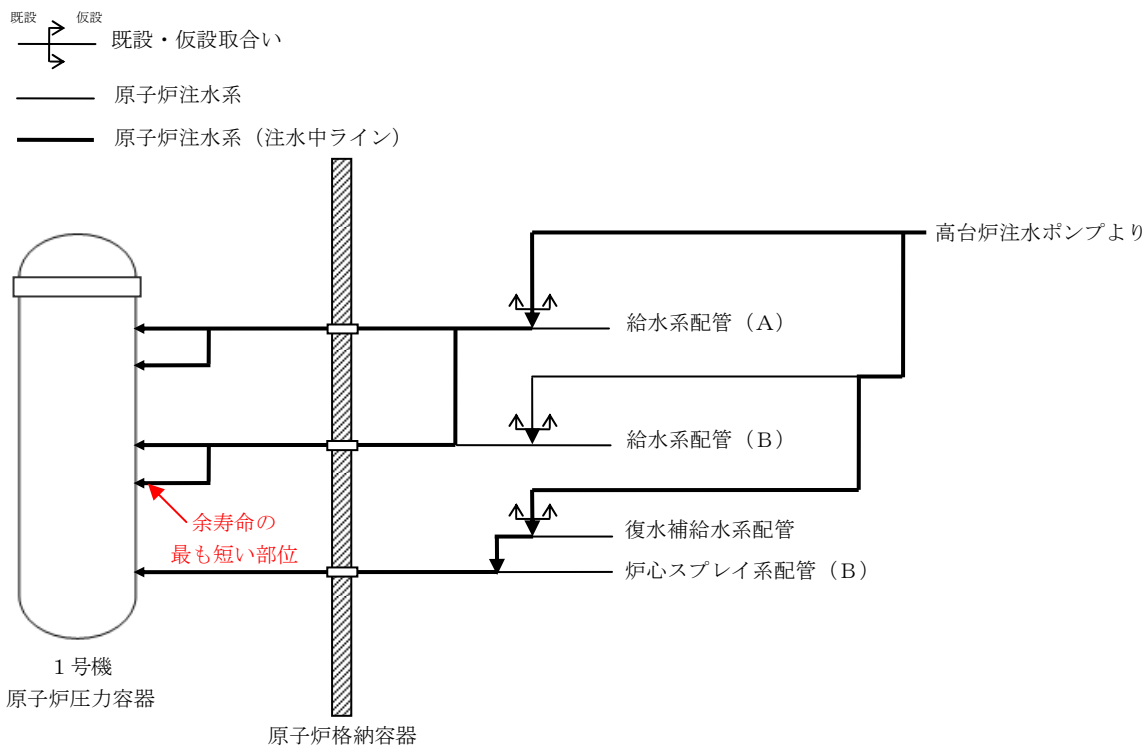 既設 仮設
既設・仮設取合い
原子炉注水系
原子炉注水系（注水中ライン）
高台炉注水ポンプより
給水系配管（Ａ）
給水系配管（Ｂ）
余寿命の
最も短い部位
復水補給水系配管
炉心スプレイ系配管（Ｂ）
１号機
原子炉圧力容器
原子炉格納容器